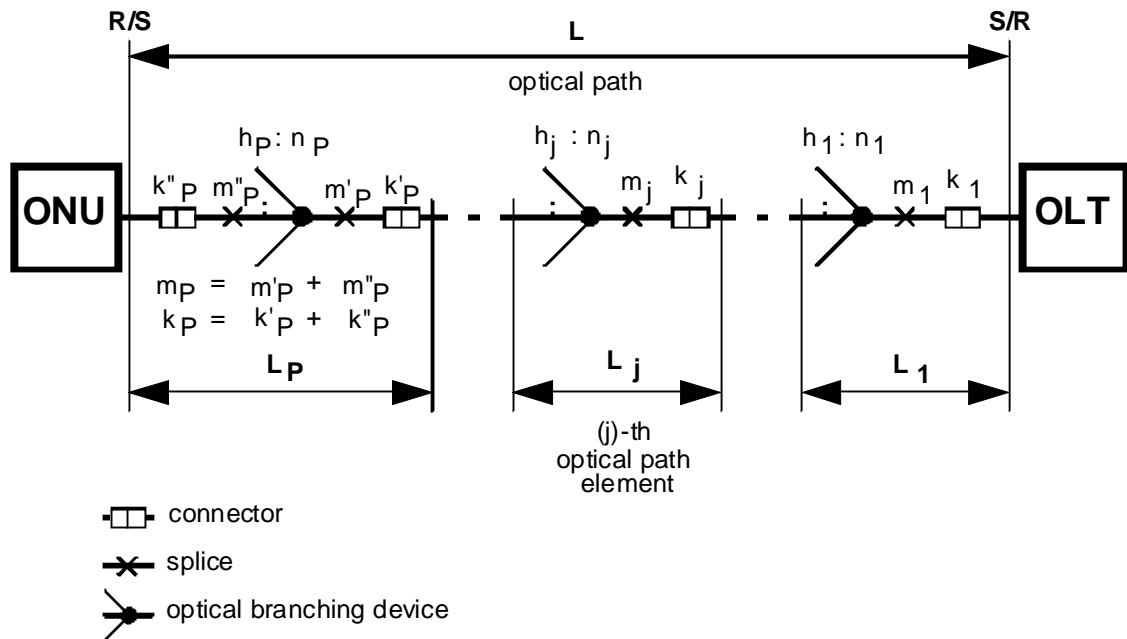 R/S S/R
L
optical path
h_P : n_P h_j : n_j h_1 : n_1
k"_P m"_P m'_P k'_P m_j k_j m_1 k_1
ONU OLT
m_P = m'_P + m"_P
k_P = k'_P + k"_P
L_P L_j L_1
(j)-th
optical path
element
connector
splice
optical branching device